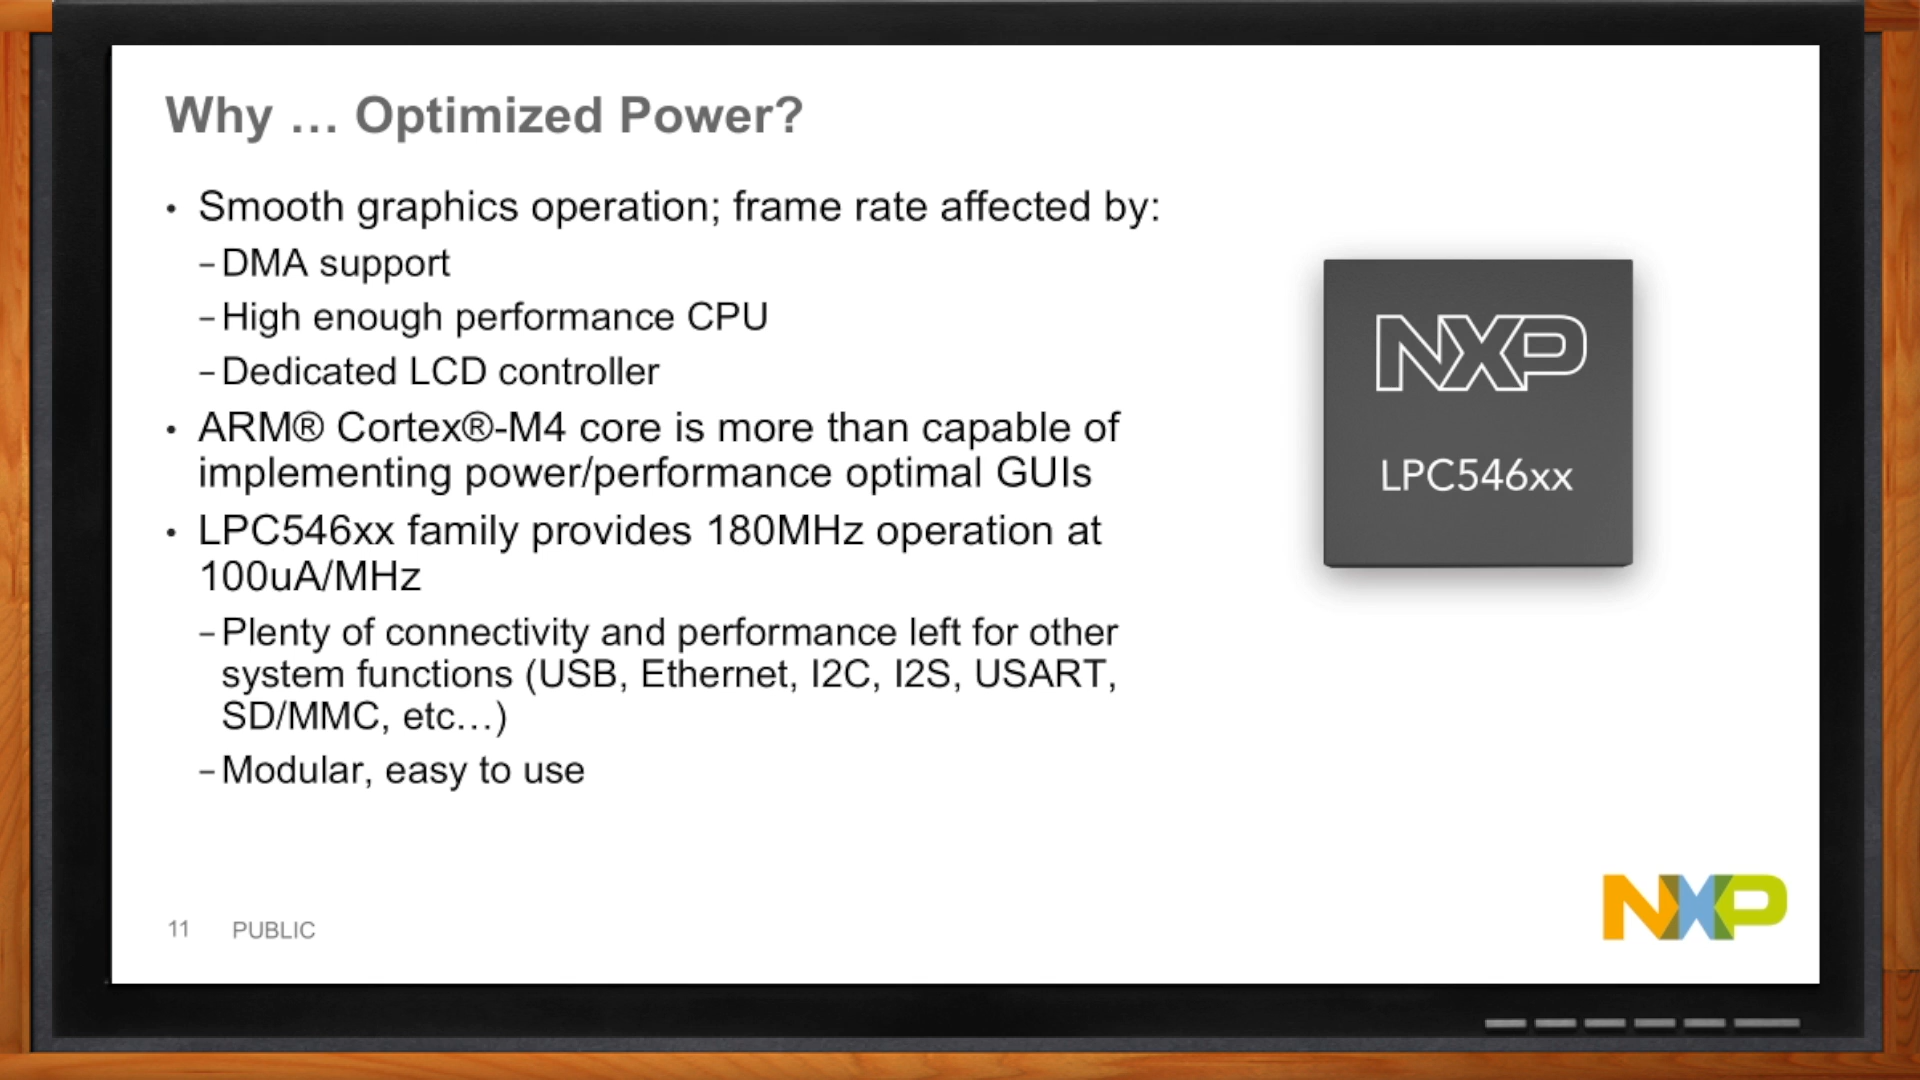 Why … Optimized Power?
• Smooth graphics operation; frame rate affected by:
–DMA support
–High enough performance CPU
–Dedicated LCD controller
• ARM® Cortex®-M4 core is more than capable of
implementing power/performance optimal GUIs
• LPC546xx family provides 180MHz operation at
100uA/MHz
–Plenty of connectivity and performance left for other
system functions (USB, Ethernet, I2C, I2S, USART,
SD/MMC, etc…)
–Modular, easy to use
NXP
LPC546xx
11 PUBLIC
NXP